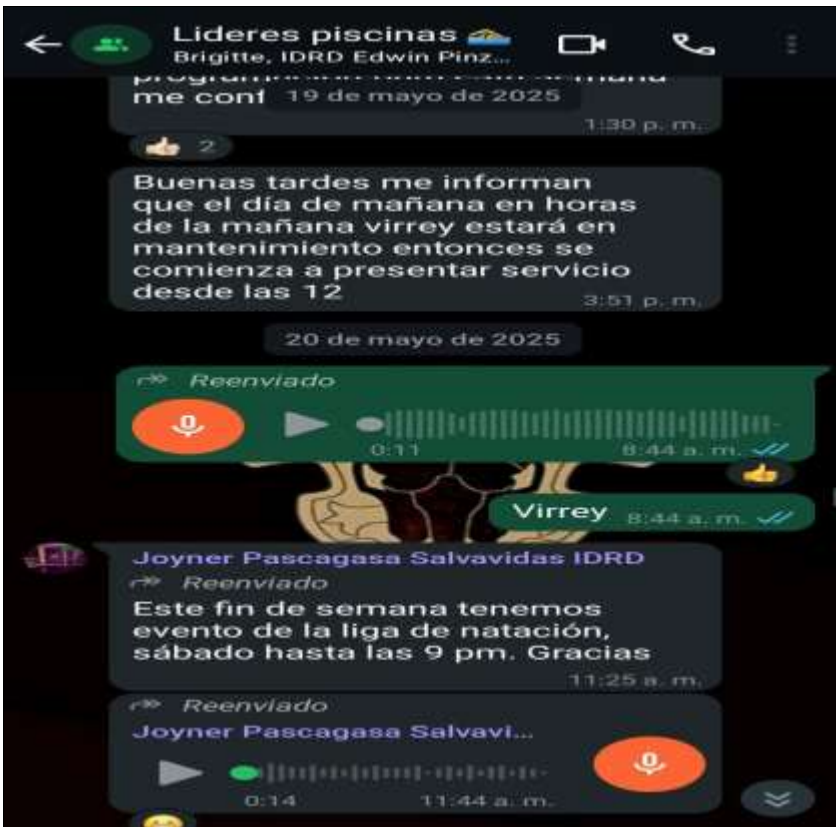 Lideres piscinas
Brigitte, IDRD Edwin Pinz...
me conf
19 de mayo de 2025
1:30 p. m.
2
Buenas tardes me informan
que el día de mañana en horas
de la mañana virrey estará en
mantenimiento entonces se
comienza a presentar servicio
desde las 12
3:51 p. m.
20 de mayo de 2025
Reenviado
0:11
8:44 a. m.
Virrey
8:44 a. m.
Joyner Pascagasa Salvavidas IDRD
Reenviado
Este fin de semana tenemos
evento de la liga de natación,
sábado hasta las 9 pm. Gracias
11:25 a. m.
Reenviado
Joyner Pascagasa Salvavi...
0:14
11:44 a. m.